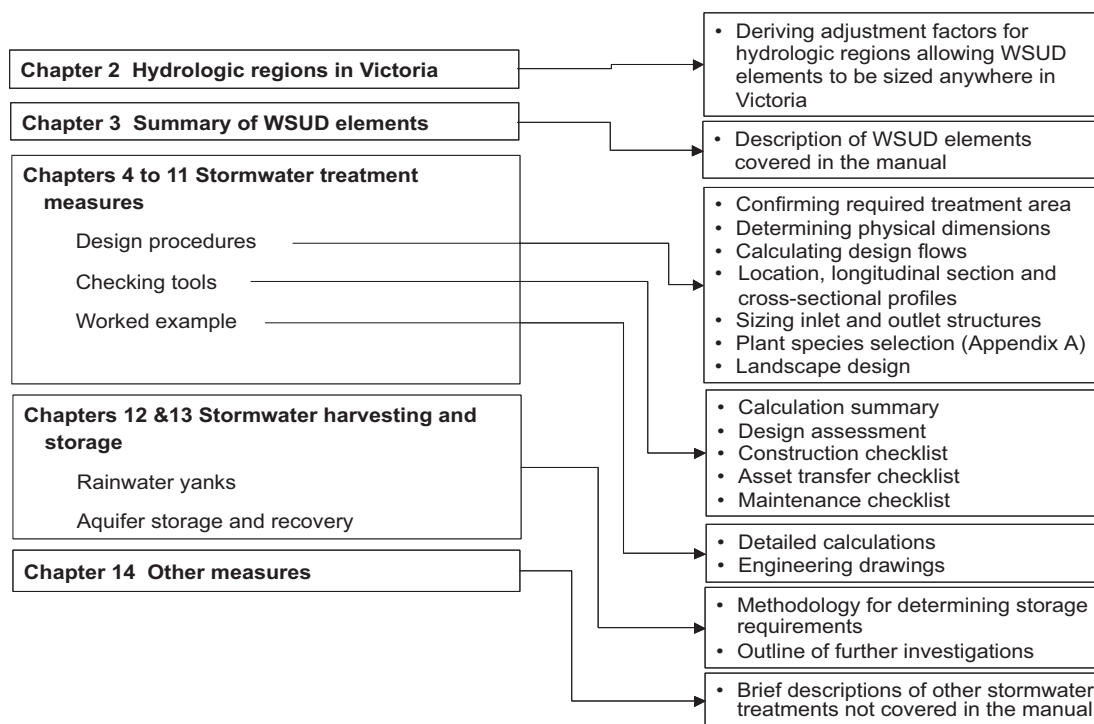 Chapter 2  Hydrologic regions in Victoria
Chapter 3  Summary of WSUD elements
Chapters 4 to 11 Stormwater treatment
measures
Design procedures
Checking tools
Worked example
Chapters 12 &13 Stormwater harvesting and
storage
Rainwater yanks
Aquifer storage and recovery
Chapter 14  Other measures
• Deriving adjustment factors for
hydrologic regions allowing WSUD
elements to be sized anywhere in
Victoria
• Description of WSUD elements
covered in the manual
• Confirming required treatment area
• Determining physical dimensions
• Calculating design flows
• Location, longitudinal section and
cross-sectional profiles
• Sizing inlet and outlet structures
• Plant species selection (Appendix A)
• Landscape design
• Calculation summary
• Design assessment
• Construction checklist
• Asset transfer checklist
• Maintenance checklist
• Detailed calculations
• Engineering drawings
• Methodology for determining storage
requirements
• Outline of further investigations
• Brief descriptions of other stormwater
treatments not covered in the manual